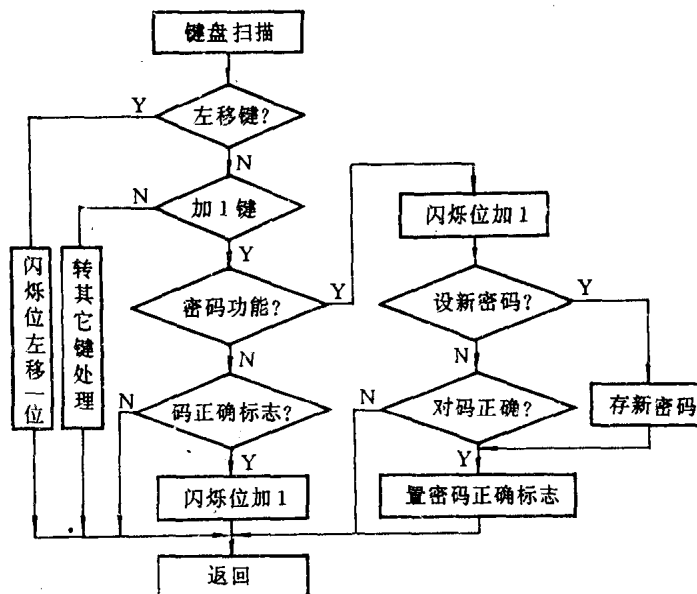 键盘扫描
Y
左移键?
N
N
加1键
闪烁位加1
Y
闪烁位左移一位
转其它键处理
密码功能?
Y
设新密码?
Y
N
N
N
码正确标志?
N
对码正确?
存新密码
Y
Y
闪烁位加1
置密码正确标志
返回